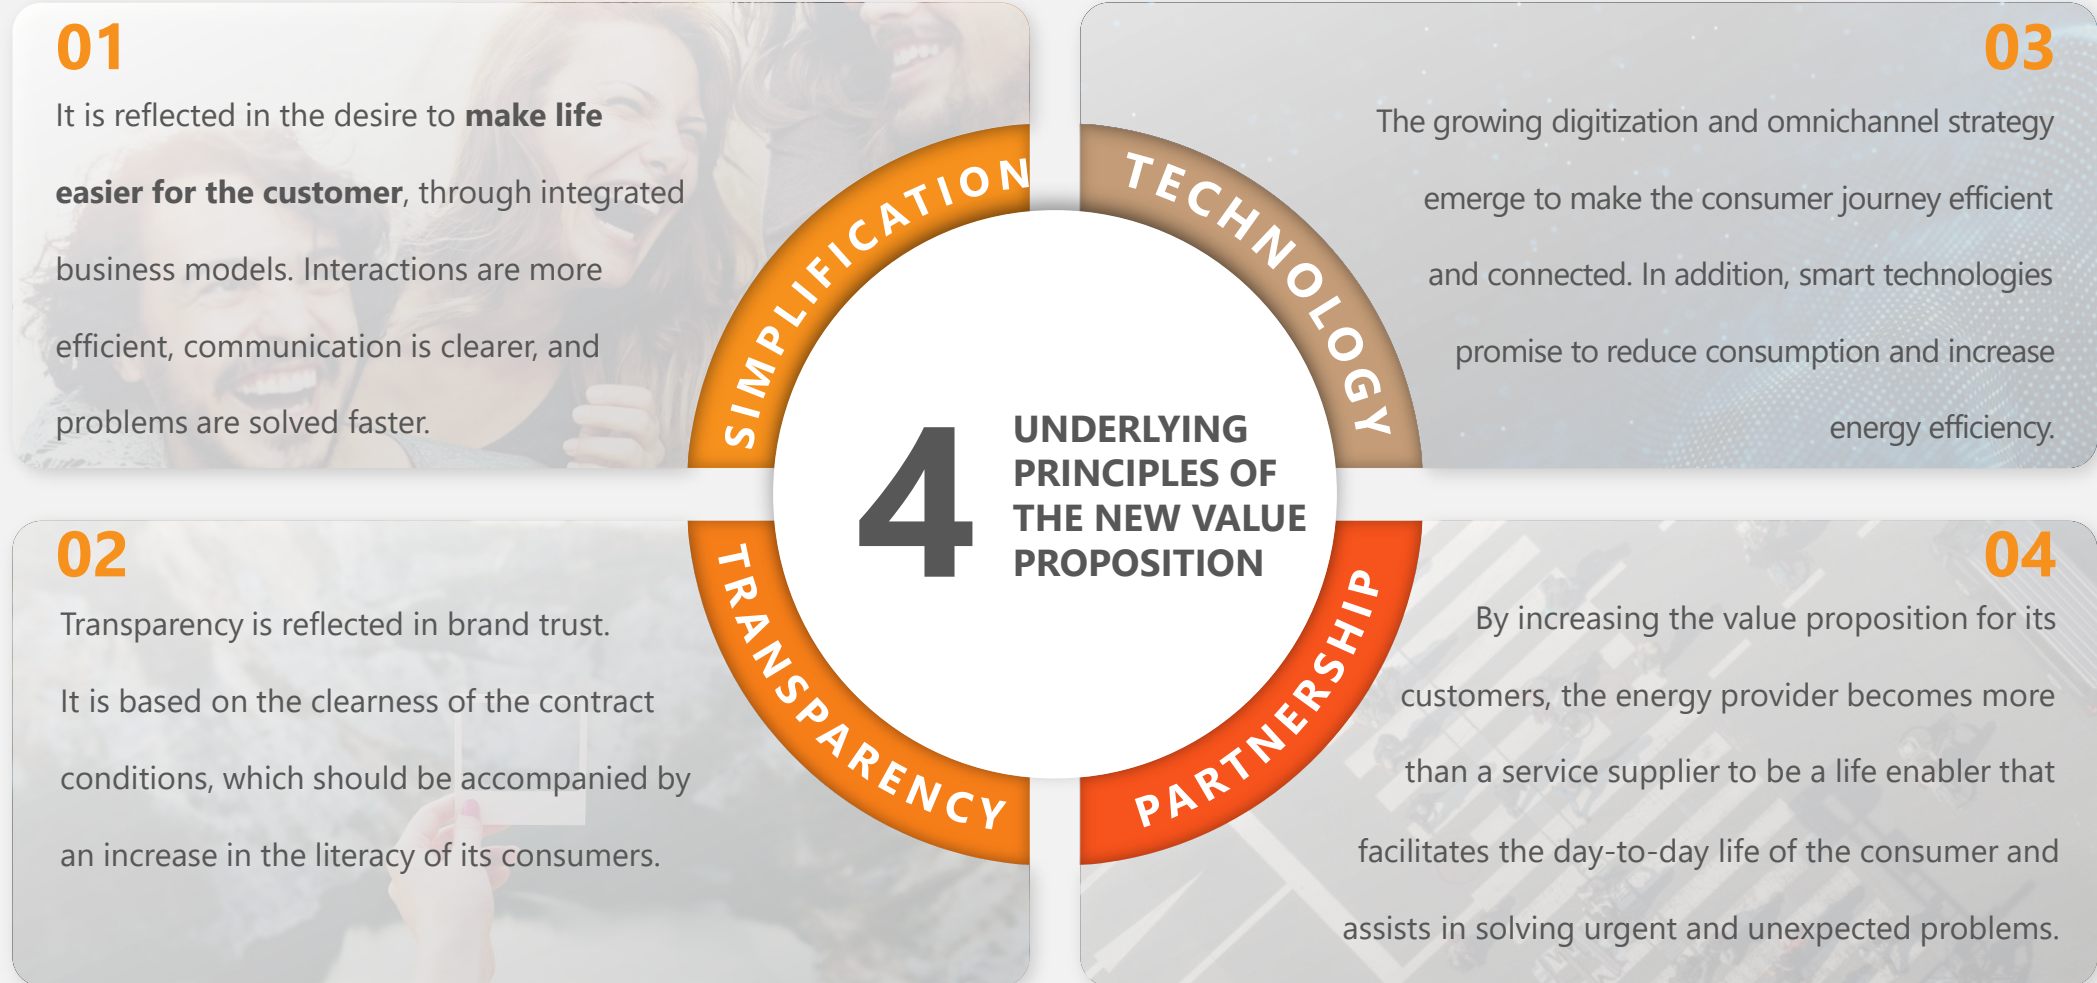 01
It is reflected in the desire to make life
easier for the customer, through integrated
business models. Interactions are more
efficient, communication is clearer, and
problems are solved faster.
SIMPLIFICATION
02
Transparency is reflected in brand trust.
It is based on the clearness of the contract
conditions, which should be accompanied by
an increase in the literacy of its consumers.
TRANSPARENCY
4
UNDERLYING
PRINCIPLES OF
THE NEW VALUE
PROPOSITION
03
The growing digitization and omnichannel strategy
emerge to make the consumer journey efficient
and connected. In addition, smart technologies
promise to reduce consumption and increase
energy efficiency.
TECHNOLOGY
04
By increasing the value proposition for its
customers, the energy provider becomes more
than a service supplier to be a life enabler that
facilitates the day-to-day life of the consumer and
assists in solving urgent and unexpected problems.
PARTNERSHIP